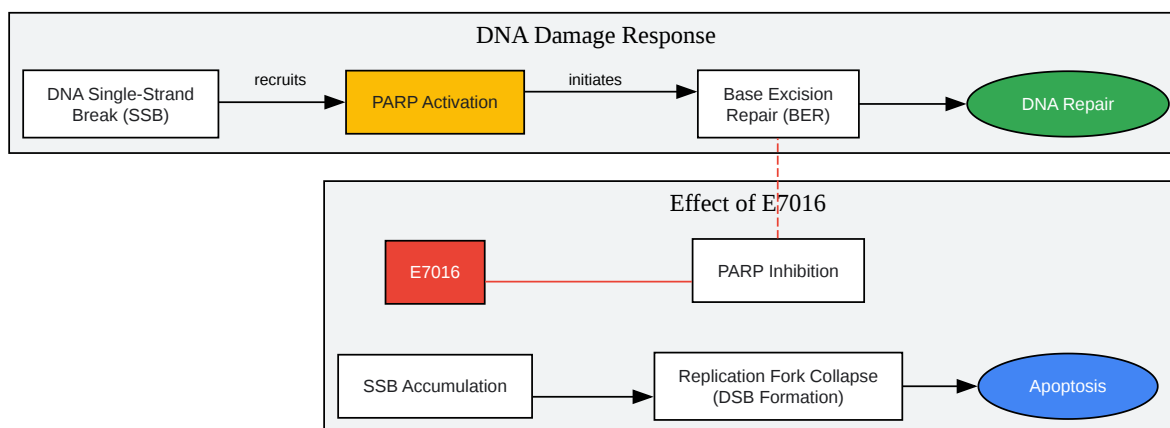 DNA Damage Response
DNA Single-Strand
Break (SSB)
recruits
PARP Activation
initiates
Base Excision
Repair (BER)
DNA Repair
Effect of E7016
E7016
PARP Inhibition
SSB Accumulation
Replication Fork Collapse
(DSB Formation)
Apoptosis